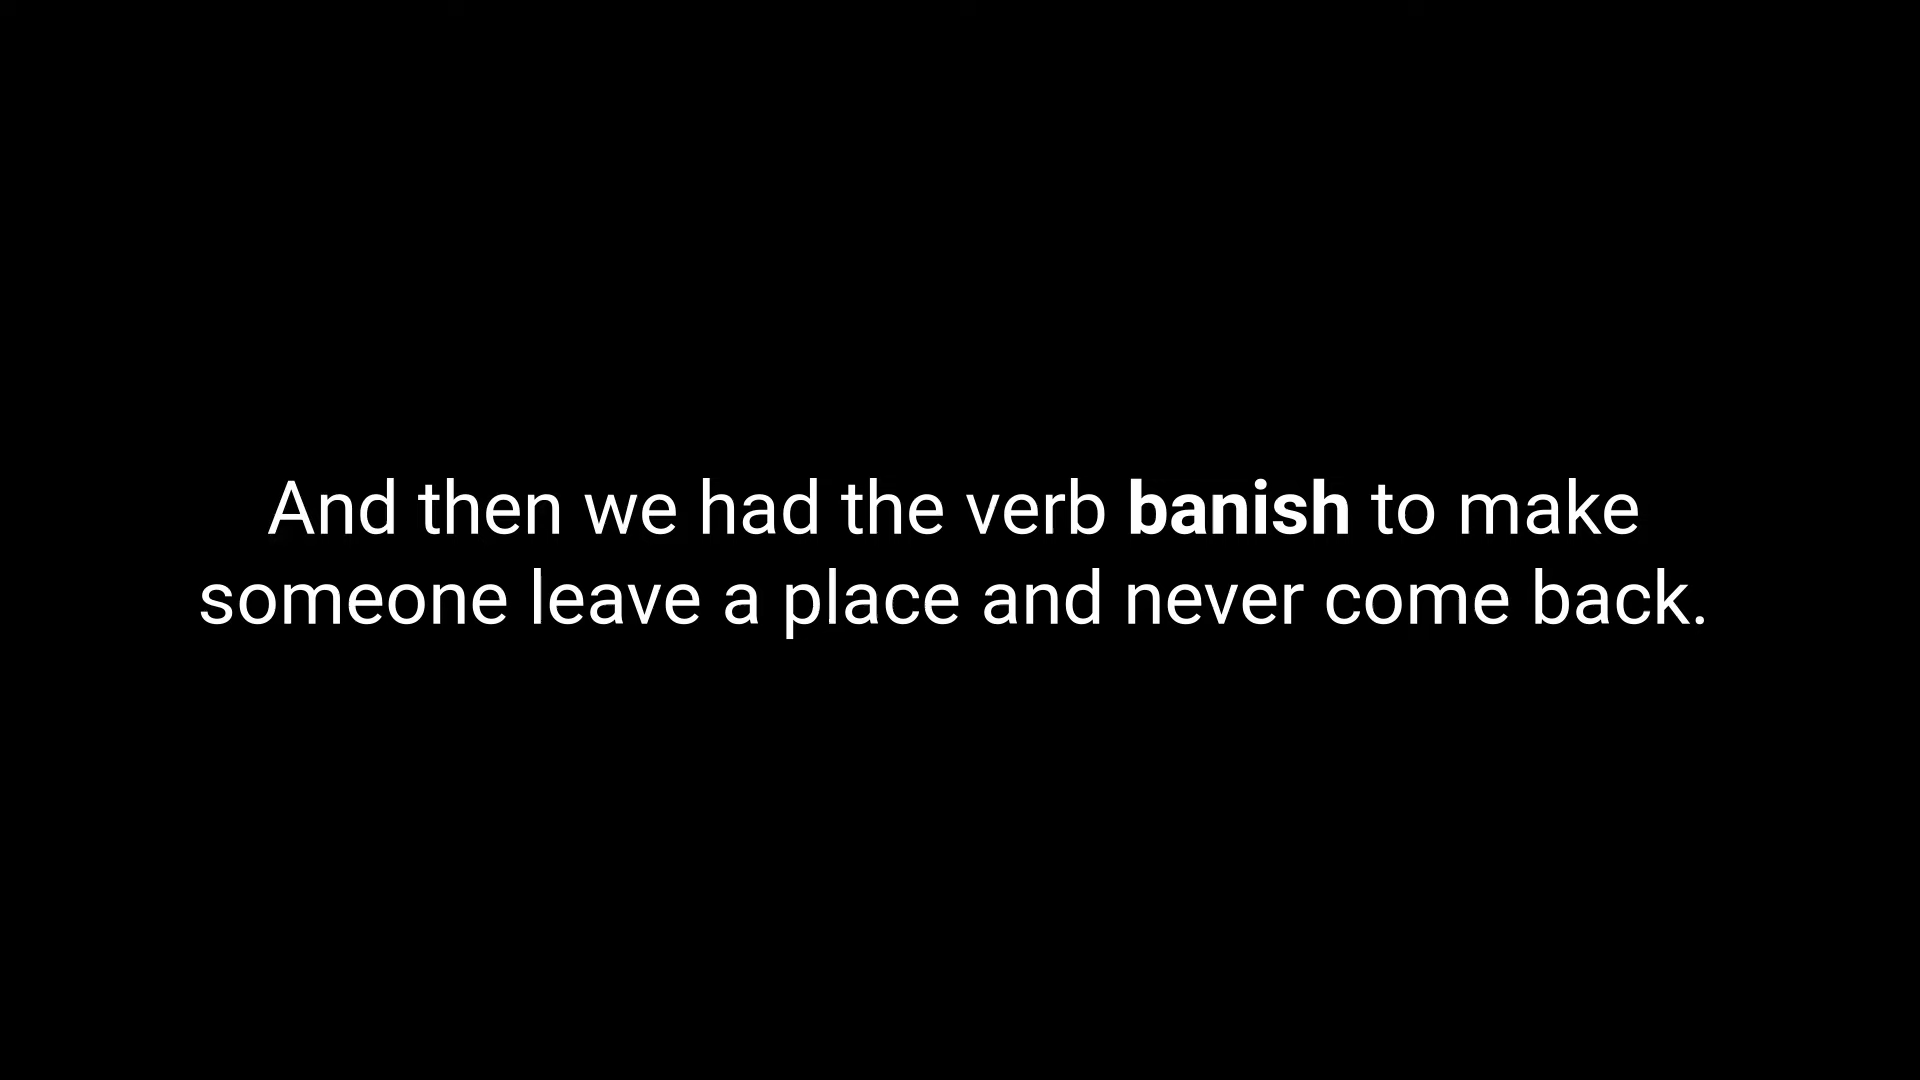 And then we had the verb banish to make
someone leave a place and never come back.